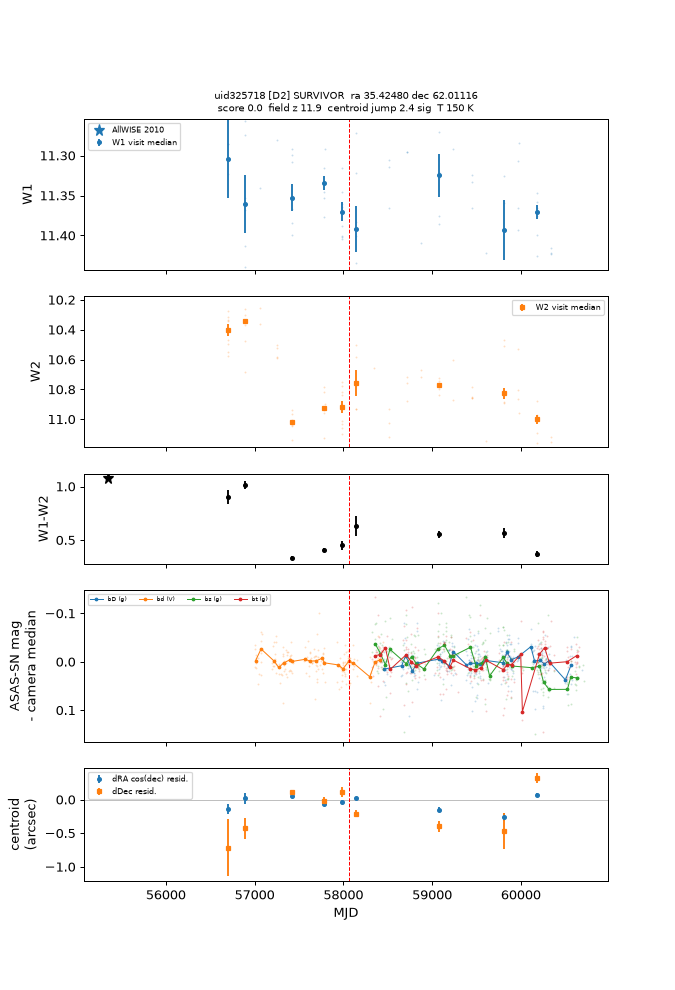 uid325718 [D2] SURVIVOR ra 35.42480 dec 62.01116
score 0.0 field z 11.9 centroid jump 2.4 sig T 150 K
AllWISE 2010
W1 visit median
11.30
11.35
11.40
W1
W2 visit median
10.2
10.4
10.6
10.8
11.0
W2
1.0
0.5
W1-W2
bD (g)
bd (V)
bs (g)
bt (g)
−0.1
0.0
0.1
ASAS-SN mag
- camera median
dRA cos(dec) resid.
dDec resid.
0.0
−0.5
−1.0
centroid
(arcsec)
56000
57000
58000
59000
60000
MJD